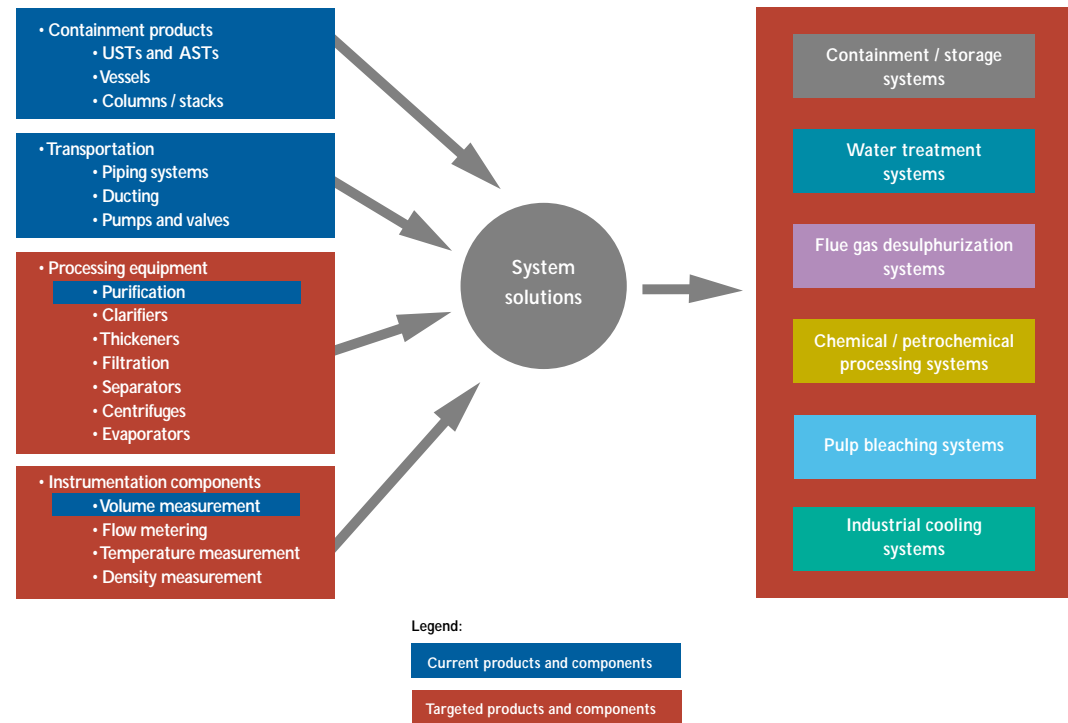 • Containment products
• USTs and ASTs
• Vessels
• Columns / stacks
• Transportation
• Piping systems
• Ducting
• Pumps and valves
• Processing equipment
• Purification
• Clarifiers
• Thickeners
• Filtration
• Separators
• Centrifuges
• Evaporators
• Instrumentation components
• Volume measurement
• Flow metering
• Temperature measurement
• Density measurement
System
solutions
Containment / storage
systems
Water treatment
systems
Flue gas desulphurization
systems
Chemical / petrochemical
processing systems
Pulp bleaching systems
Industrial cooling
systems
Legend:
Current products and components
Targeted products and components